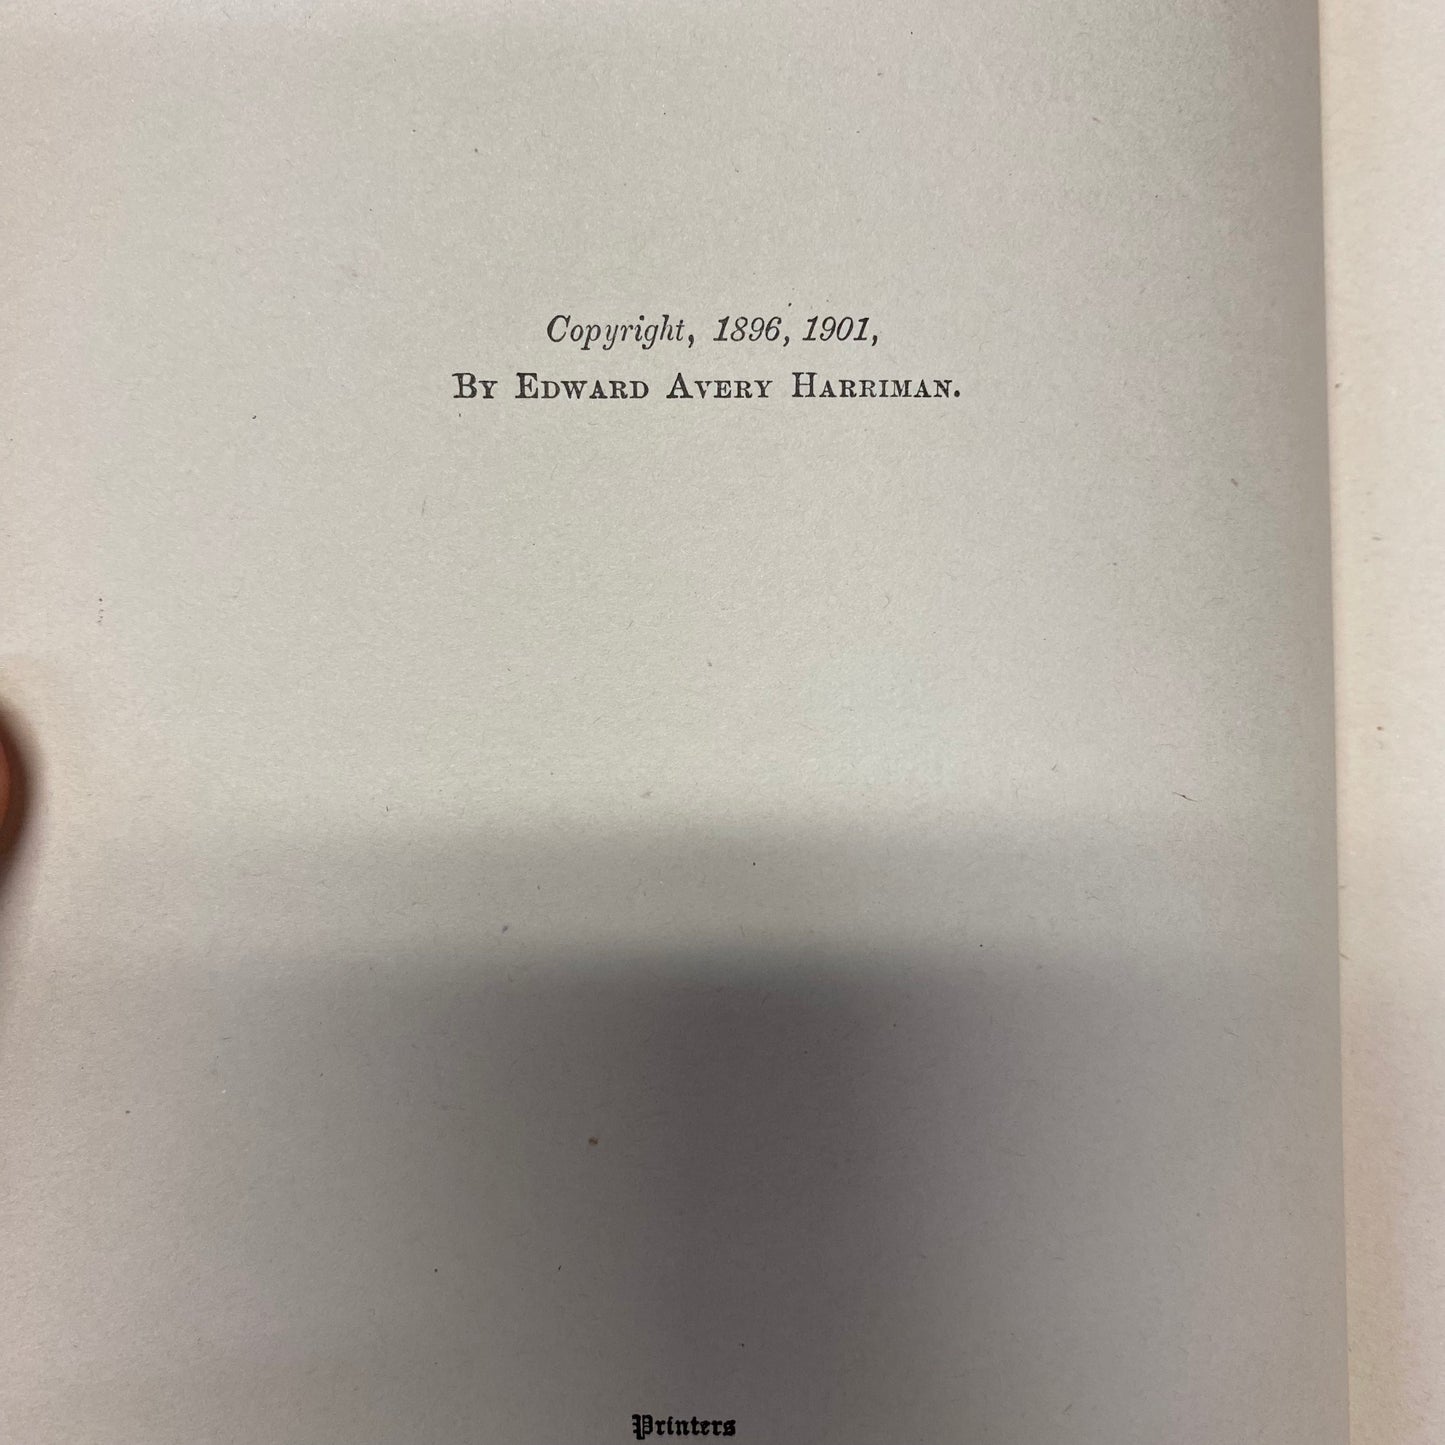 Copyright, 1896, 1901,
By Edward Avery Harriman.
Printers